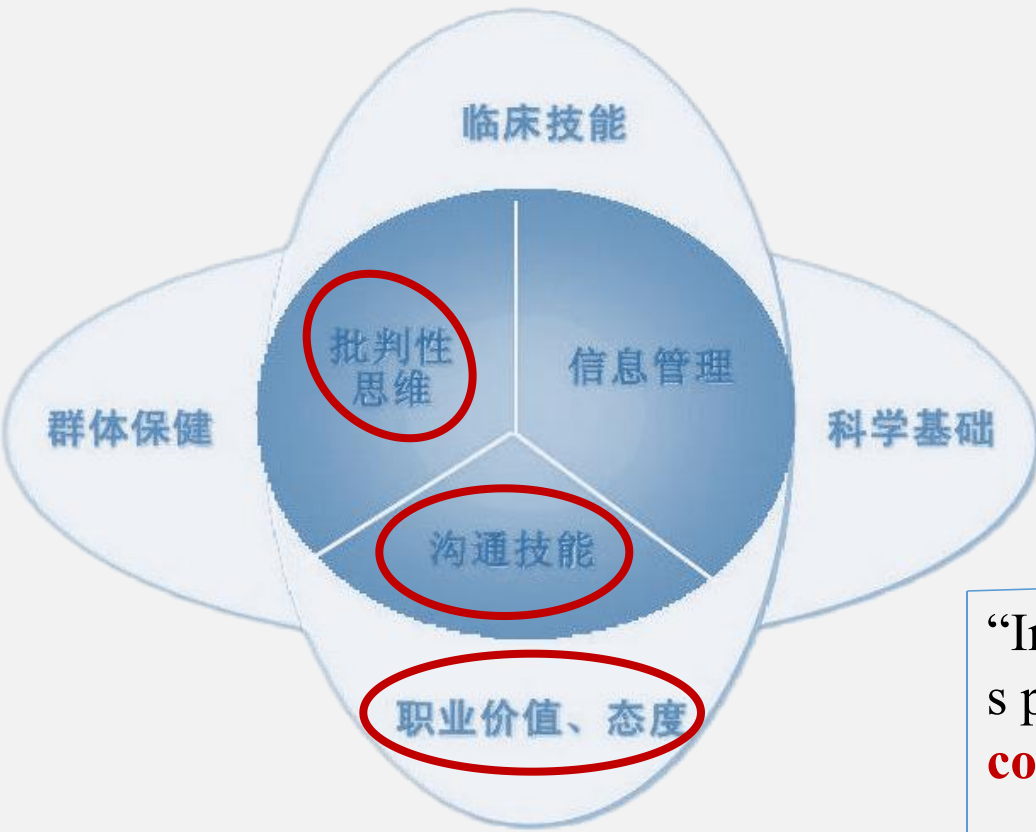 临床技能
批判性
思维
信息管理
群体保健
科学基础
沟通技能
职业价值、态度
“
s